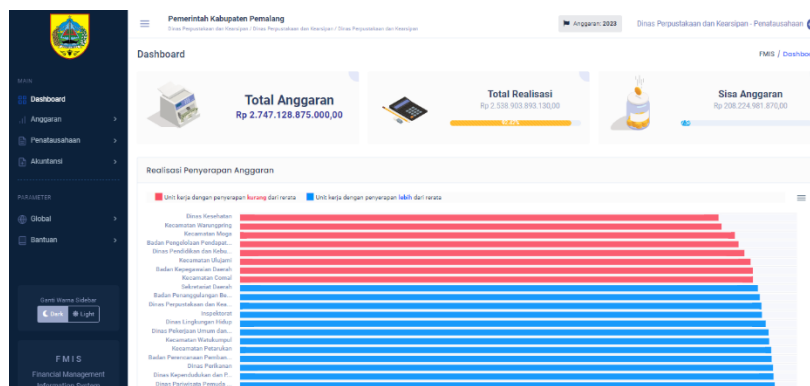 Pemerintah Kabupaten Pemalang
Dinas Perpustakaan dan Kearsipan / Dinas Perpustakaan dan Kearsipan / Dinas Perpustakaan dan Kearsipan
Anggaran: 2023
Dinas Perpustakaan dan Kearsipan - Penatausahaan
Dashboard
FMIS / Dashboa
MAIN
Dashboard
Anggaran
Penatausahaan
Akuntansi
PARAMETER
Global
Bantuan
Ganti Warna Sidebar
Dark
Light
FMIS
Financial Management
Information System
Total Anggaran
Rp 2.747.128.875.000,00
Total Realisasi
Rp 2.538.903.893.130,00
Sisa Anggaran
Rp 208.224.981.870,00
Realisasi Penyerapan Anggaran
Unit kerja dengan penyerapan kurang dari rerata
Unit kerja dengan penyerapan lebih dari rerata
Dinas Kesehatan
Kecamatan Warungpring
Kecamatan Moga
Badan Pengelolaan Pendapat...
Dinas Pendidikan dan Kebu...
Kecamatan Ulujami
Badan Kepegawaian Daerah
Kecamatan Comal
Sekretariat Daerah
Badan Penanggulangan Be...
Dinas Perpustakaan dan Kea...
Inspektorat
Dinas Lingkungan Hidup
Dinas Pekerjaan Umum dan...
Kecamatan Watukumpul
Kecamatan Petarukan
Badan Perencanaan Pemban...
Dinas Perikanan
Dinas Kependudukan dan P...
Dinas Pariwisata Pemuda ...